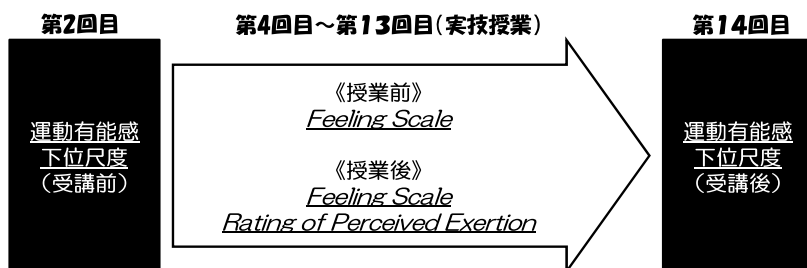 第2回目
運動有能感
下位尺度
（受講前）
第4回目～第13回目（実技授業）
《授業前》
Feeling Scale
《授業後》
Feeling Scale
Rating of Perceived Exertion
第14回目
運動有能感
下位尺度
（受講後）